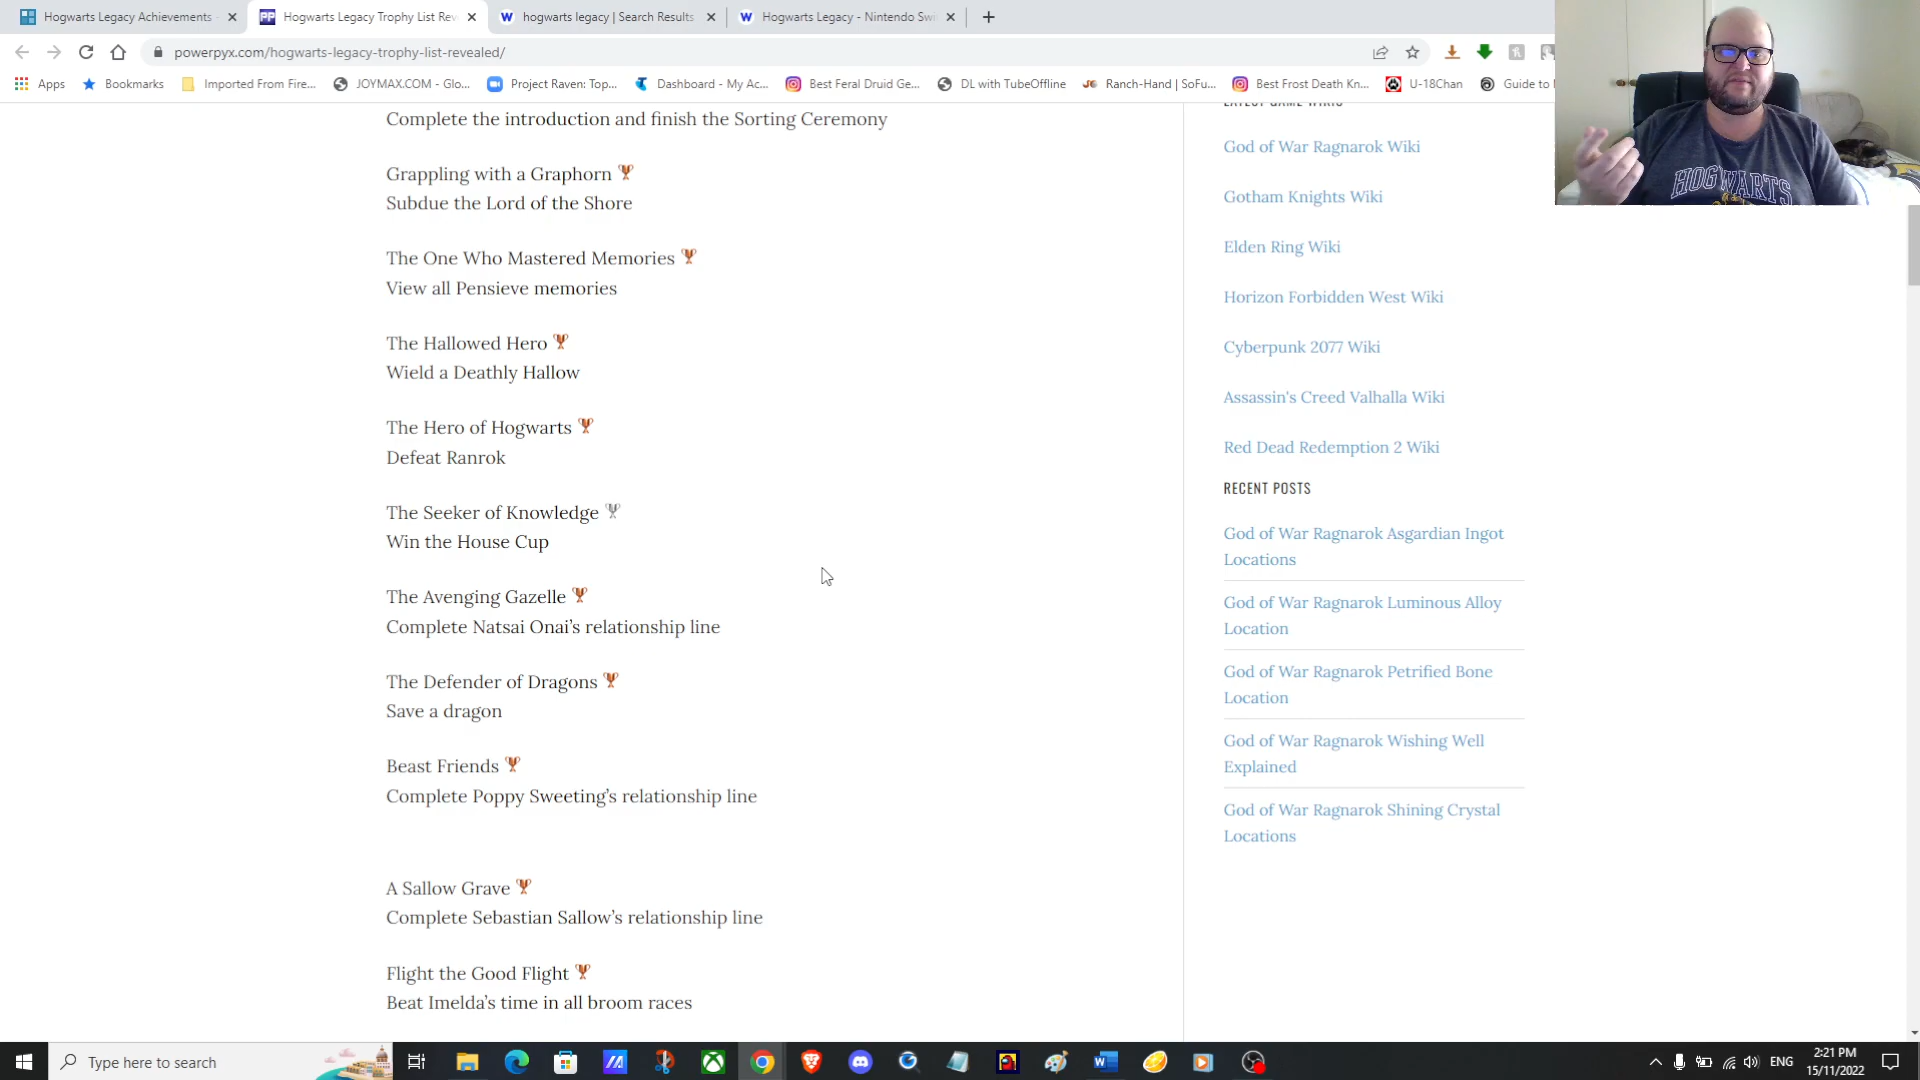 Hogwarts Legacy Achievements
Hogwarts Legacy Trophy List Rev
hogwarts legacy | Search Results
Hogwarts Legacy - Nintendo Swi
powerpyx.com/hogwarts-legacy-trophy-list-revealed/
Apps
Bookmarks
Imported From Fire...
JOYMAX.COM - Glo...
Project Raven: Top...
Dashboard - My Ac...
Best Feral Druid Ge...
DL with TubeOffline
Ranch-Hand | SoFu...
Best Frost Death Kn...
U-18Chan
Guide to
HOGWARTS
Complete the introduction and finish the Sorting Ceremony
Grappling with a Graphorn
Subdue the Lord of the Shore
The One Who Mastered Memories
View all Pensieve memories
The Hallowed Hero
Wield a Deathly Hallow
The Hero of Hogwarts
Defeat Ranrok
The Seeker of Knowledge
Win the House Cup
The Avenging Gazelle
Complete Natsai Onai’s relationship line
The Defender of Dragons
Save a dragon
Beast Friends
Complete Poppy Sweeting’s relationship line
A Sallow Grave
Complete Sebastian Sallow’s relationship line
Flight the Good Flight
Beat Imelda’s time in all broom races
LATEST GAME WIKIS
God of War Ragnarok Wiki
Gotham Knights Wiki
Elden Ring Wiki
Horizon Forbidden West Wiki
Cyberpunk 2077 Wiki
Assassin's Creed Valhalla Wiki
Red Dead Redemption 2 Wiki
RECENT POSTS
God of War Ragnarok Asgardian Ingot
Locations
God of War Ragnarok Luminous Alloy
Location
God of War Ragnarok Petrified Bone
Location
God of War Ragnarok Wishing Well
Explained
God of War Ragnarok Shining Crystal
Locations
Type here to search
ENG
2:21 PM
15/11/2022